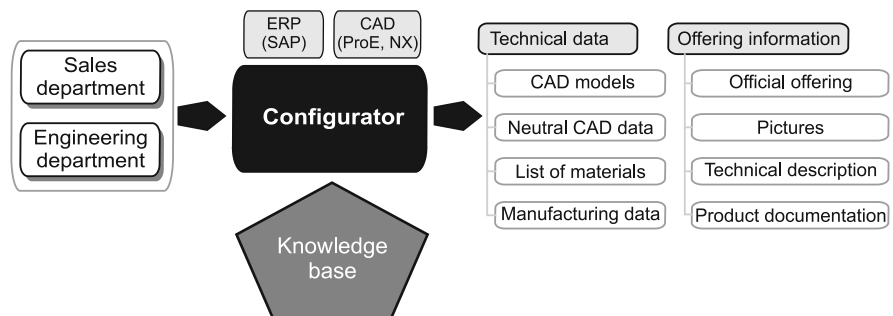 Sales
department
Engineering
department
ERP
(SAP)
CAD
(ProE, NX)
Configurator
Knowledge
base
Technical data
CAD models
Neutral CAD data
List of materials
Manufacturing data
Offering information
Official offering
Pictures
Technical description
Product documentation